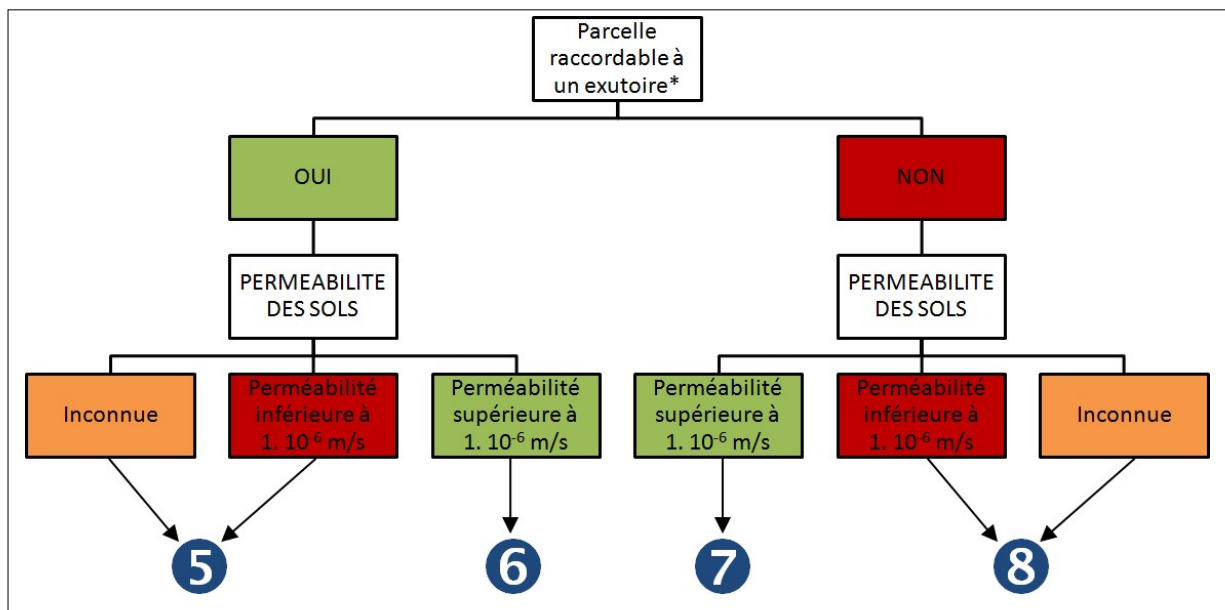 Parcelle
raccordable à
un exutoire*
OUI
NON
PERMEABILITE
DES SOLS
PERMEABILITE
DES SOLS
Inconnue
Perméabilité
inférieure à
1. 10⁻⁶ m/s
Perméabilité
supérieure à
1. 10⁻⁶ m/s
Perméabilité
supérieure à
1. 10⁻⁶ m/s
Perméabilité
inférieure à
1. 10⁻⁶ m/s
Inconnue
5
6
7
8